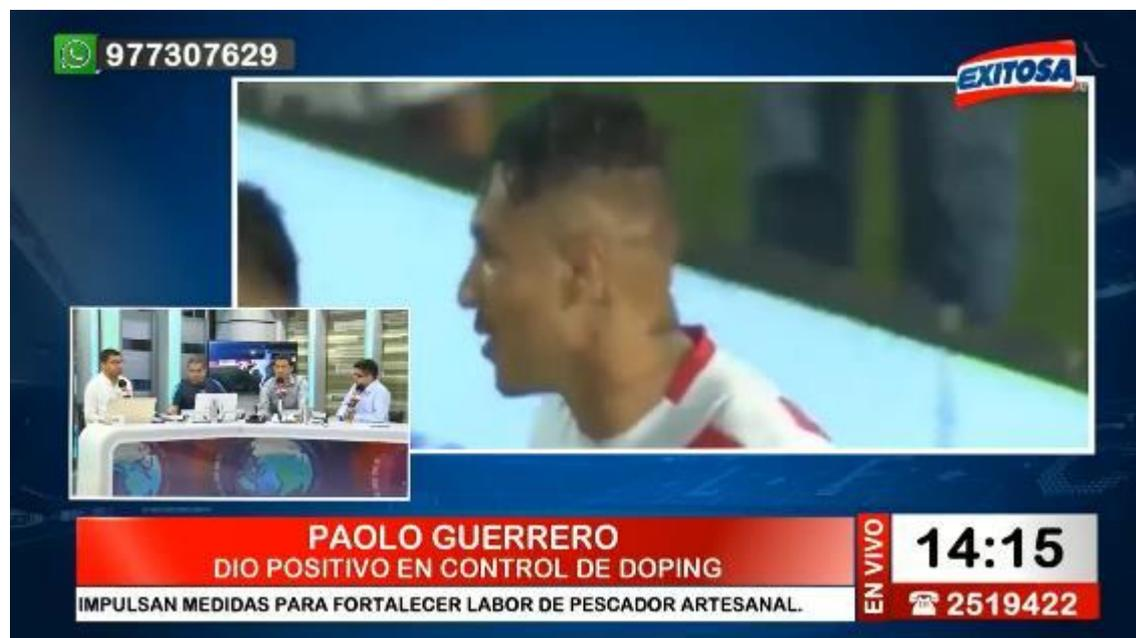 977307629
EXITOSA
PAOLO GUERRERO
DIO POSITIVO EN CONTROL DE DOPING
IMPULSAN MEDIDAS PARA FORTALECER LABOR DE PESCADOR ARTESANAL.
EN VIVO
14:15
2519422